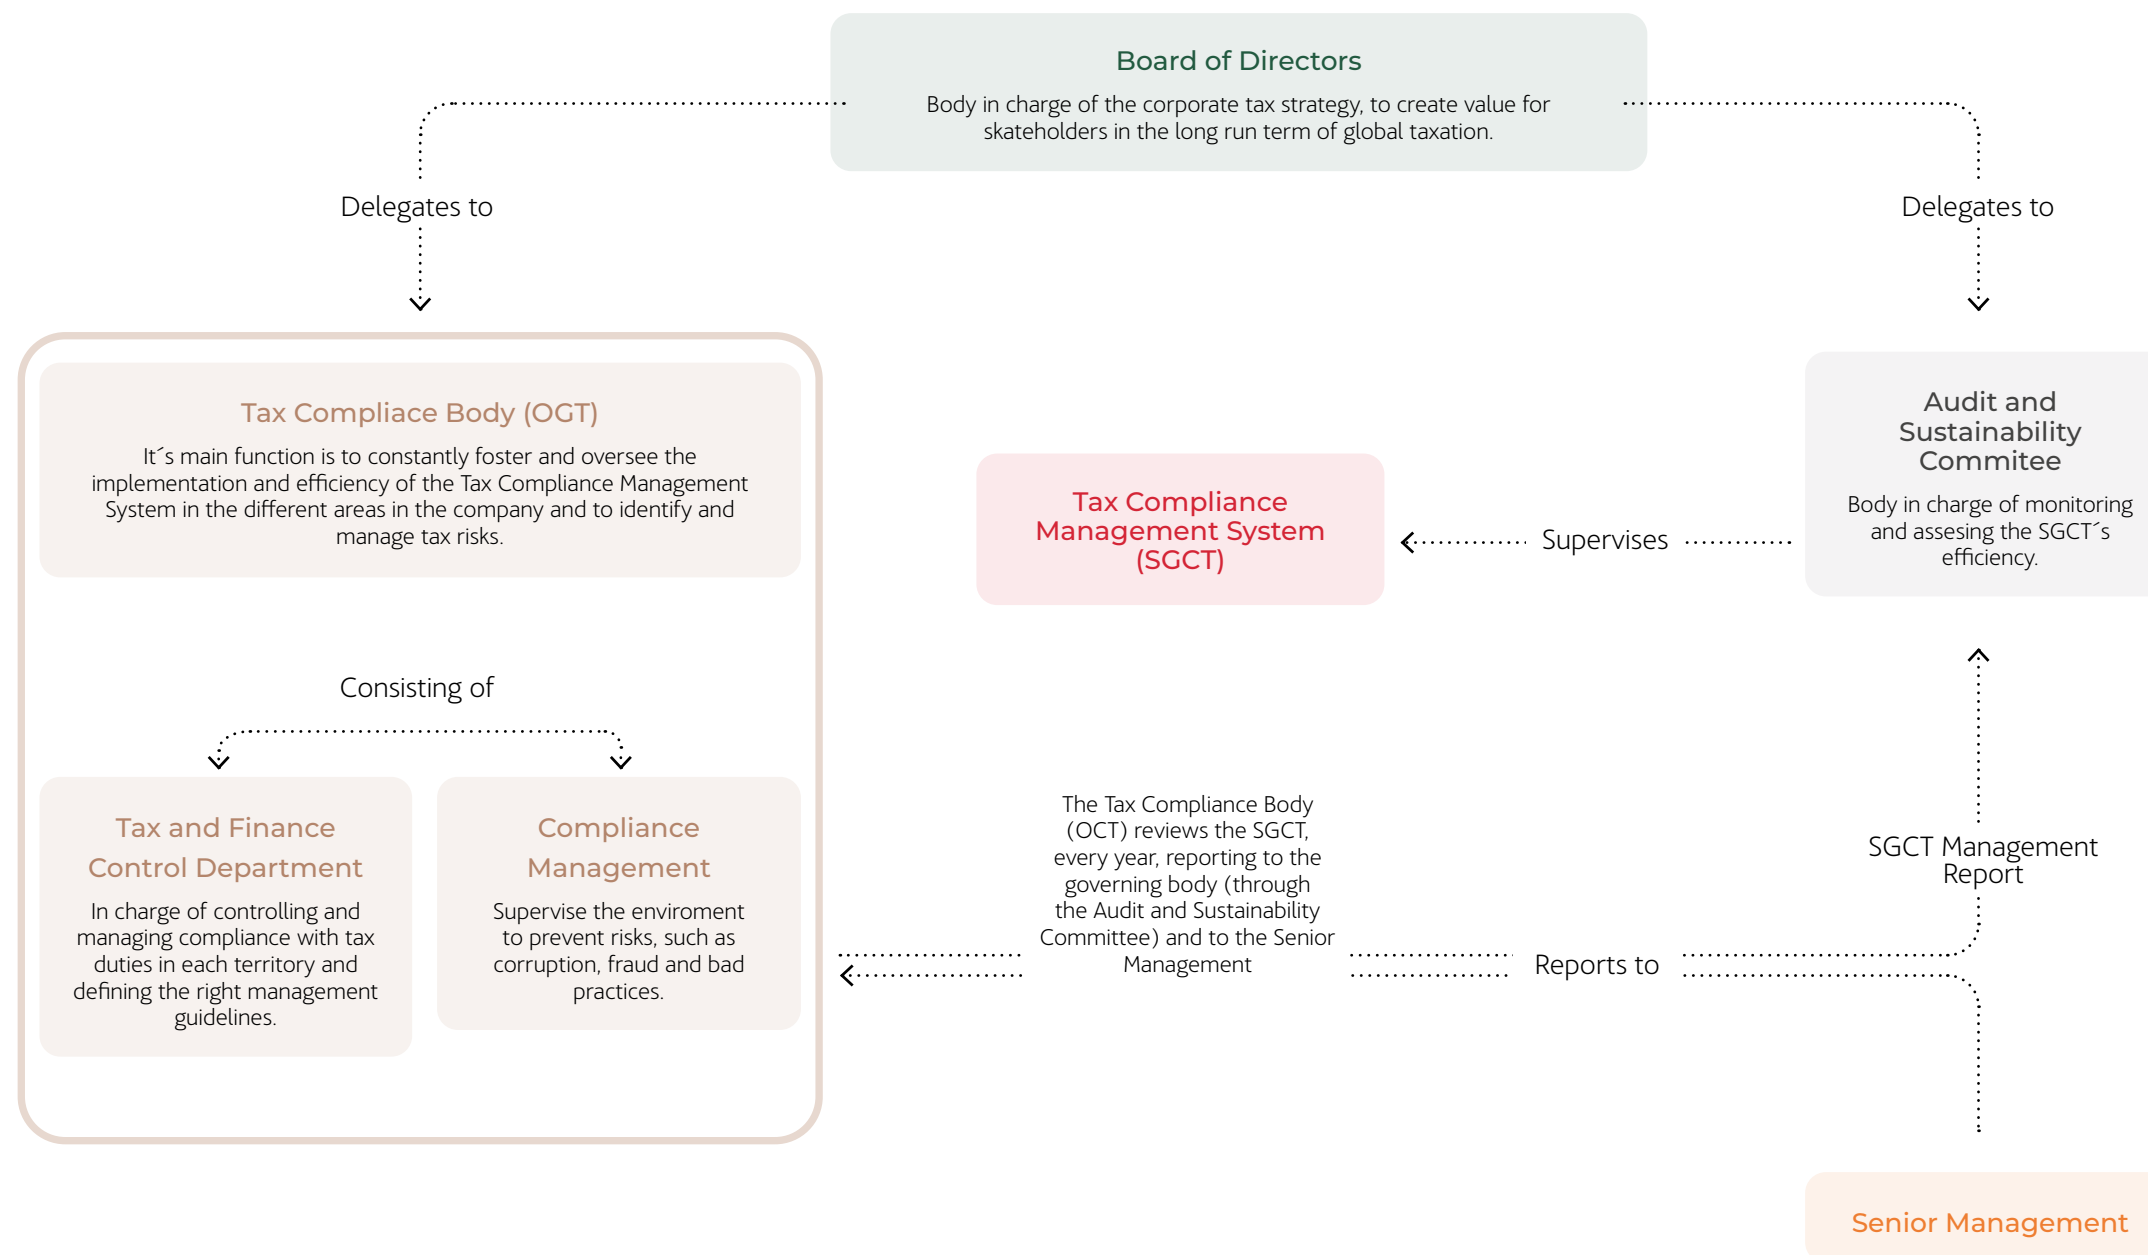 Board of Directors
Body in charge of the corporate tax strategy, to create value for
skateholders in the long run term of global taxation.
Delegates to
Delegates to
Tax Compliace Body (OGT)
It´s main function is to constantly foster and oversee the
implementation and efficiency of the Tax Compliance Management
System in the different areas in the company and to identify and
manage tax risks.
Tax Compliance
Management System
(SGCT)
Supervises
Audit and
Sustainability
Commitee
Body in charge of monitoring
and assesing the SGCT´s
efficiency.
Consisting of
Tax and Finance
Control Department
In charge of controlling and
managing compliance with tax
duties in each territory and
defining the right management
guidelines.
Compliance
Management
Supervise the enviroment
to prevent risks, such as
corruption, fraud and bad
practices.
The Tax Compliance Body
(OCT) reviews the SGCT,
every year, reporting to the
governing body (through
the Audit and Sustainability
Committee) and to the Senior
Management
Reports to
SGCT Management
Report
Senior Management